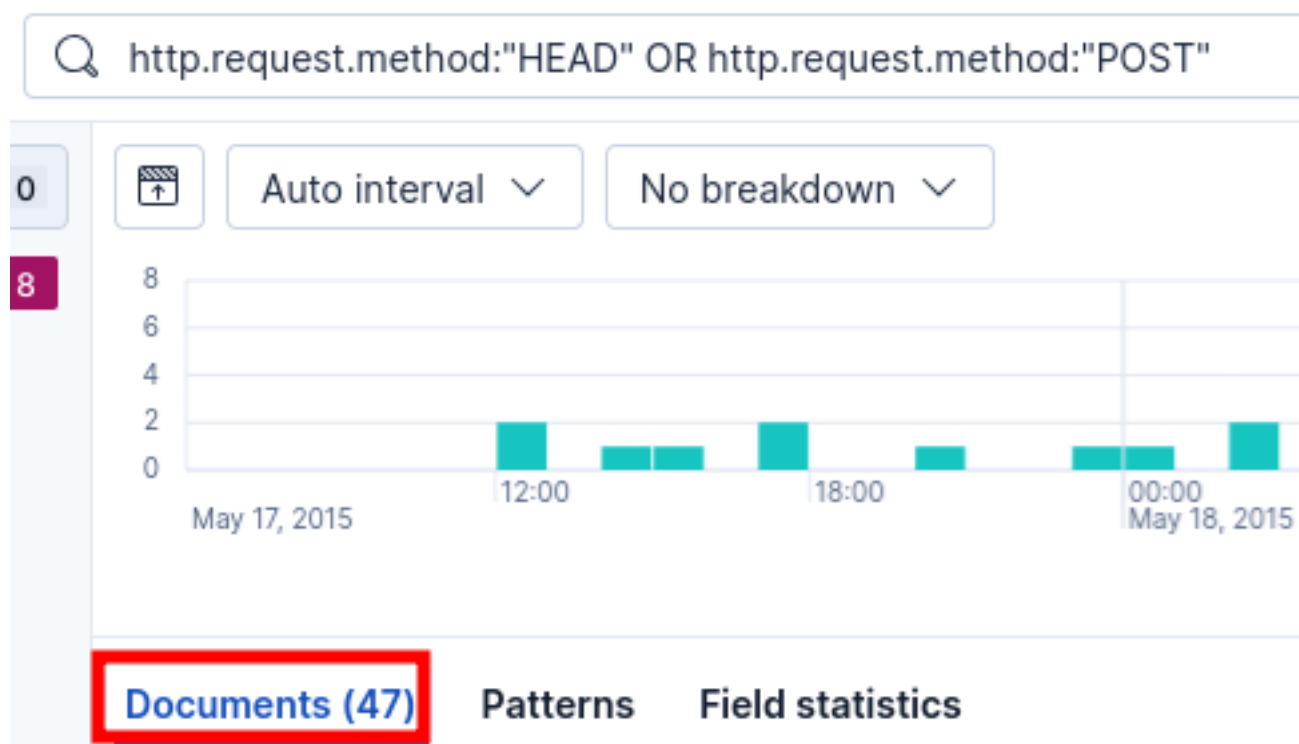 http.request.method:"HEAD" OR http.request.method:"POST"
0
Auto interval
No breakdown
8
8
6
4
2
0
12:00
18:00
00:00
May 17, 2015
May 18, 2015
Documents (47)
Patterns
Field statistics